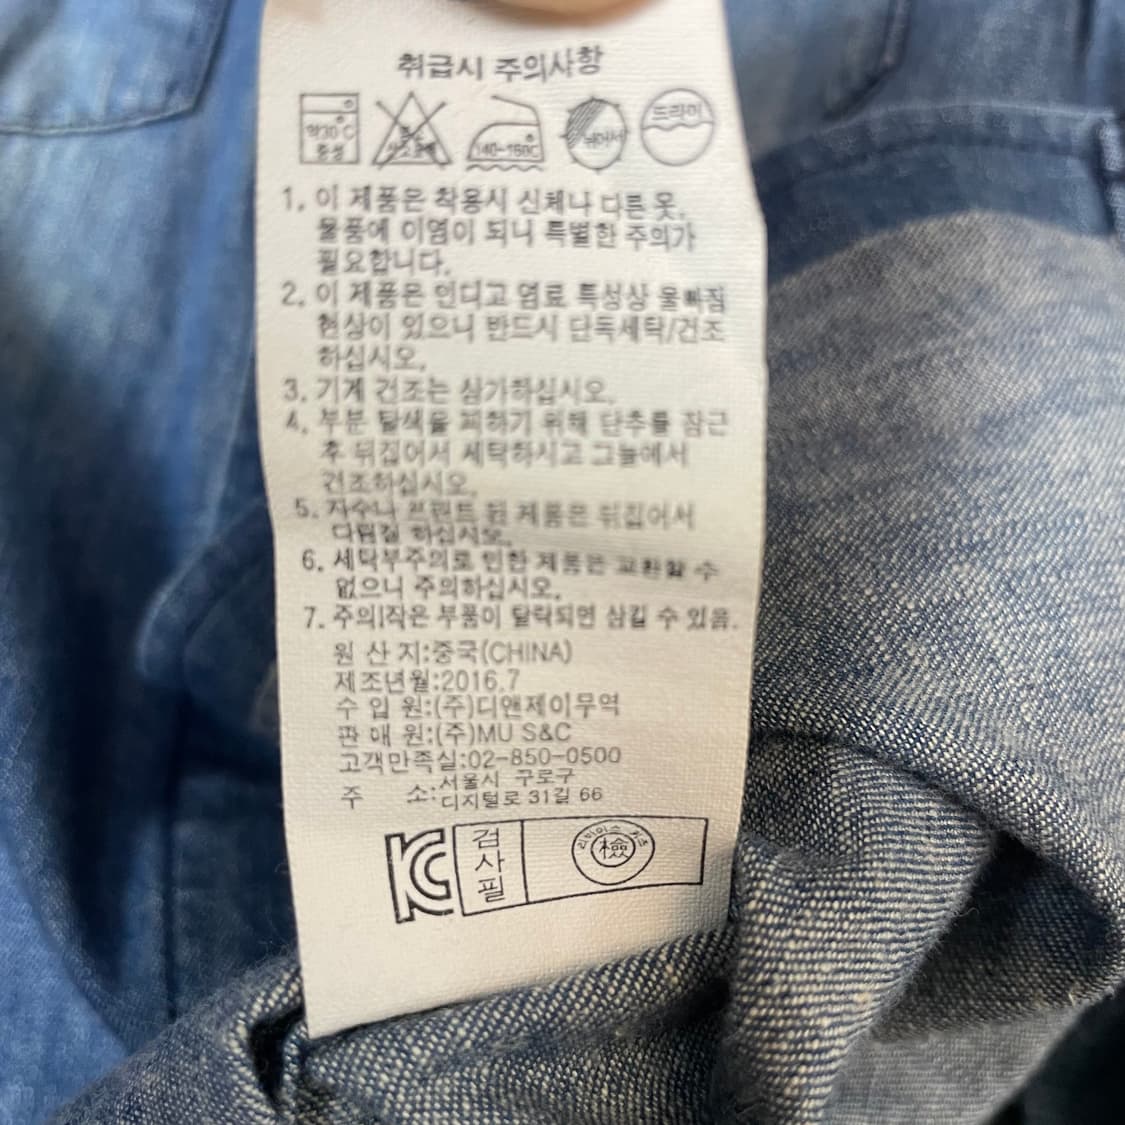 취급시 주의사항
약30℃
중성
염소
산소표백
140~160℃
뉘어서
드라이
1. 이 제품은 착용시 신체나 다른 옷,
물품에 이염이 되니 특별한 주의가
필요합니다.
2. 이 제품은 인디고 염료 특성상 물빠짐
현상이 있으니 반드시 단독세탁/건조
하십시오.
3. 기계 건조는 삼가하십시오.
4. 부분 탈색을 피하기 위해 단추를 잠근
후 뒤집어서 세탁하시고 그늘에서
건조하십시오.
5. 자수나 프린트 된 제품은 뒤집어서
다림질 하십시오.
6. 세탁부주의로 인한 제품은 교환할 수
없으니 주의하십시오.
7. 주의|작은 부품이 탈락되면 삼킬 수 있음.
원 산 지:중국(CHINA)
제조년월:2016.7
수 입 원:(주)디앤제이무역
판 매 원:(주)MU S&C
고객만족실:02-850-0500
주 소:서울시 구로구
디지털로 31길 66
KC 검사필 檢